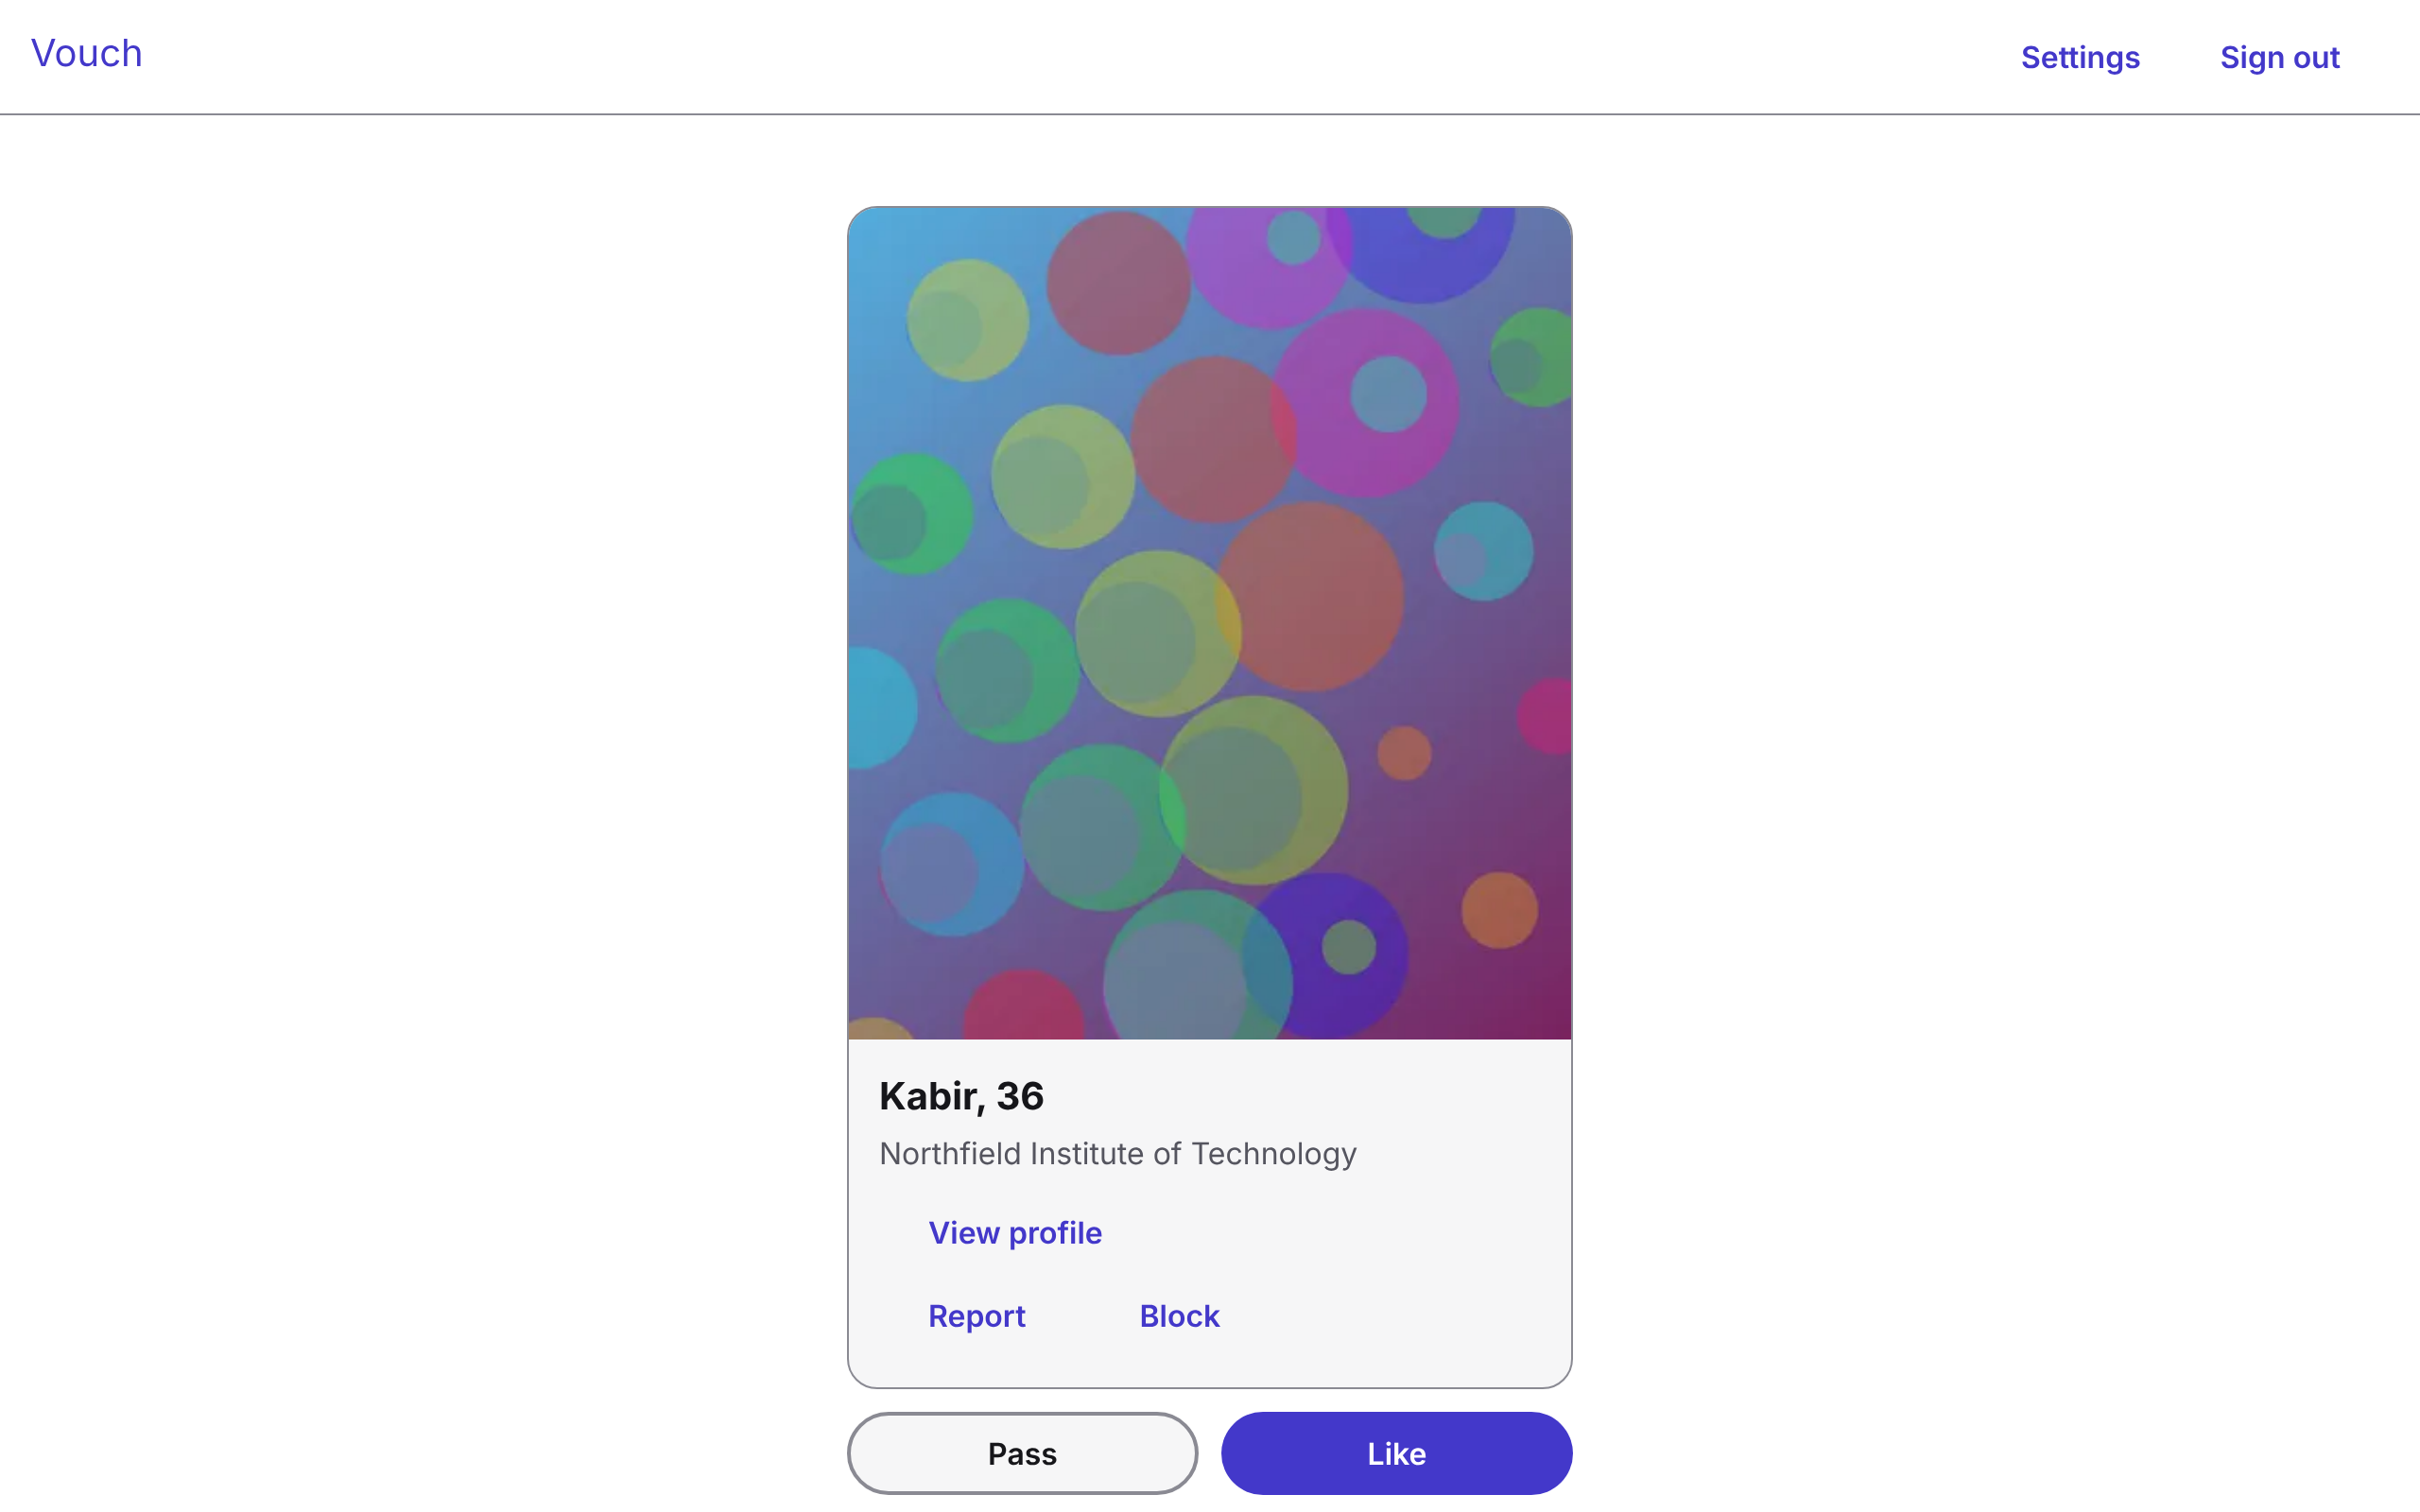 Vouch
Settings
Sign out
Kabir, 36
Northfield Institute of Technology
View profile
Report
Block
Pass
Like